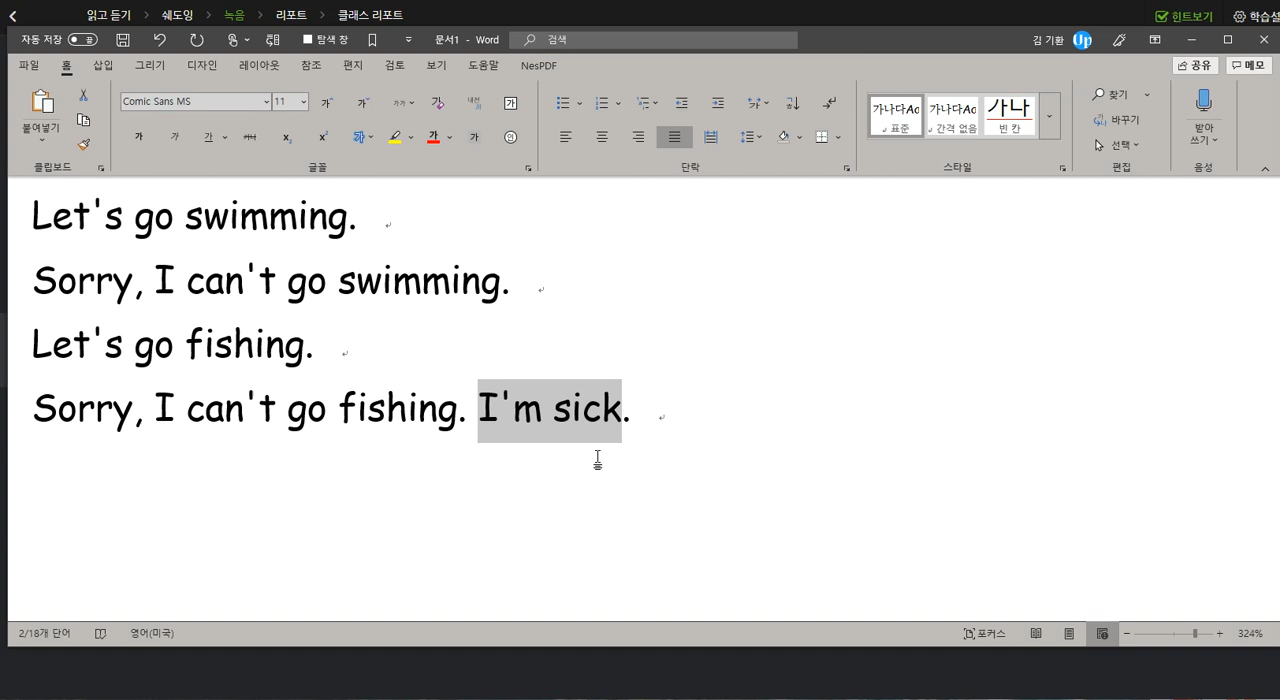 읽고 듣기 > 쉐도잉 > 녹음 > 리포트 > 클래스 리포트 힌트보기
자동 저장 문서1 - Word 검색 김 기환 Up
파일 홈 삽입 그리기 디자인 레이아웃 참조 편지 검토 보기 도움말 NesPDF 공유 메모
탐색 창
붙여넣기 Comic Sans MS 11 가나다 가나다 가나 찾기
표준 간격 없음 빈 칸 바꾸기 받아
선택 쓰기
클립보드 글꼴 단락 스타일 편집 음성
Let's go swimming.
Sorry, I can't go swimming.
Let's go fishing.
Sorry, I can't go fishing. I'm sick.
2/18개 단어 영어(미국) 포커스 324%